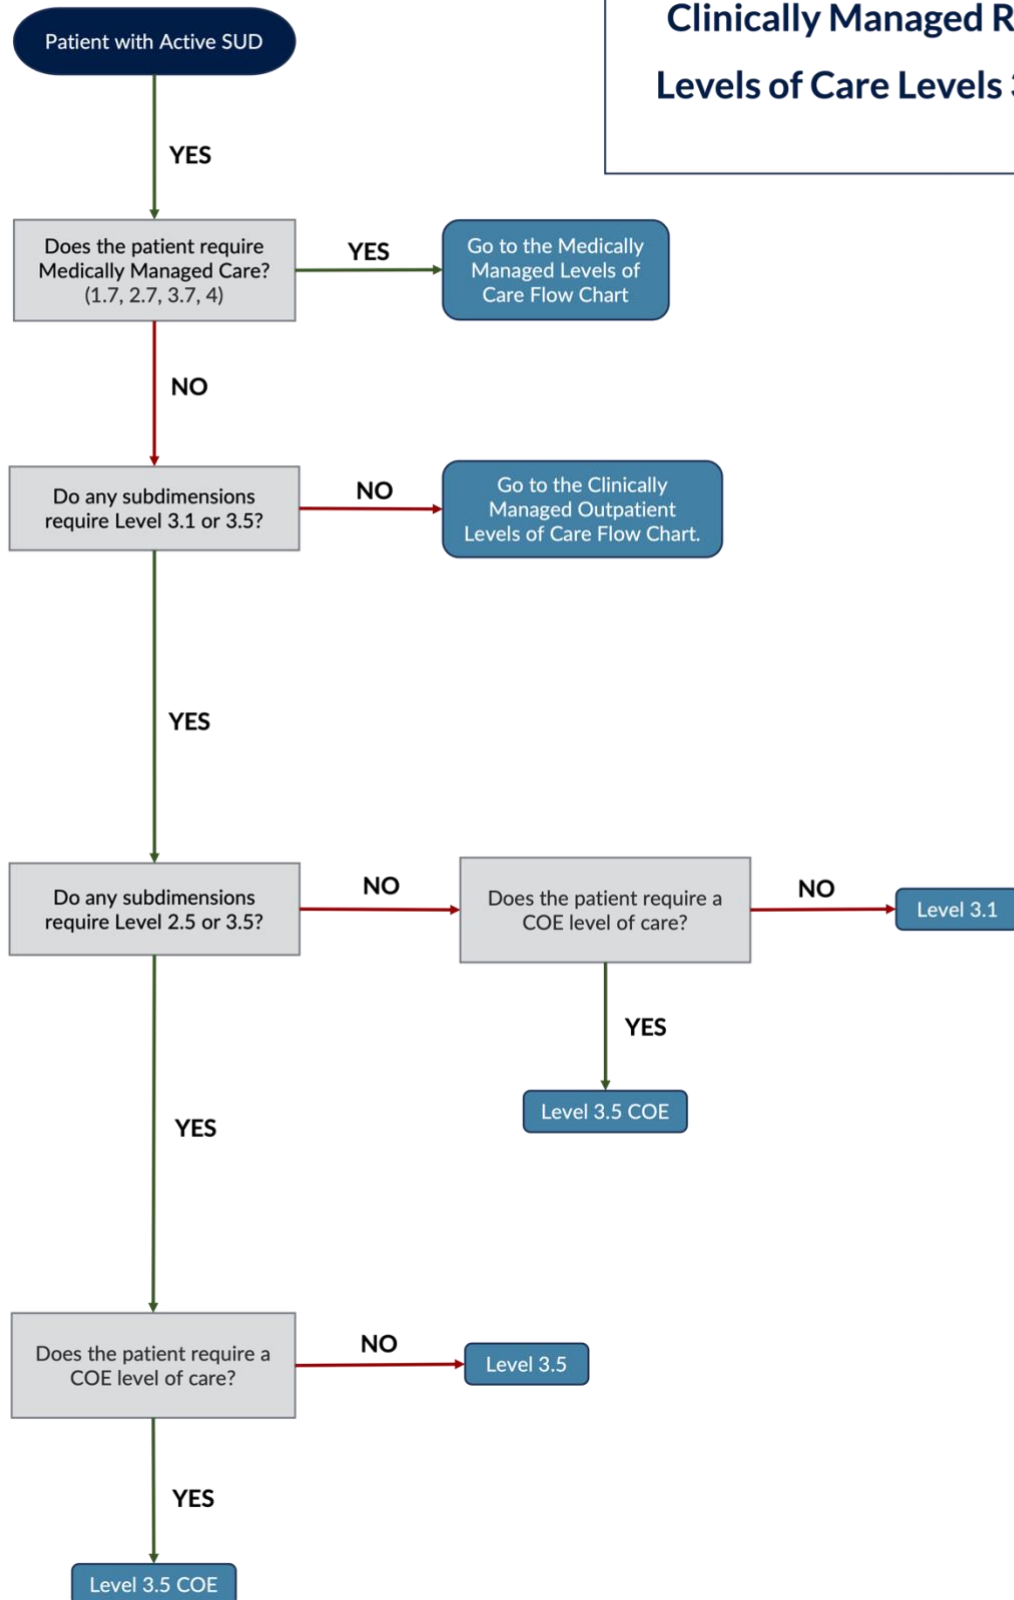 Clinically Managed R
Levels of Care Levels
Patient with Active SUD
YES
Does the patient require
Medically Managed Care?
(1.7, 2.7, 3.7, 4)
YES
Go to the Medically
Managed Levels of
Care Flow Chart
NO
Do any subdimensions
require Level 3.1 or 3.5?
NO
Go to the Clinically
Managed Outpatient
Levels of Care Flow Chart.
YES
Do any subdimensions
require Level 2.5 or 3.5?
NO
Does the patient require a
COE level of care?
NO
Level 3.1
YES
Level 3.5 COE
YES
Does the patient require a
COE level of care?
NO
Level 3.5
YES
Level 3.5 COE